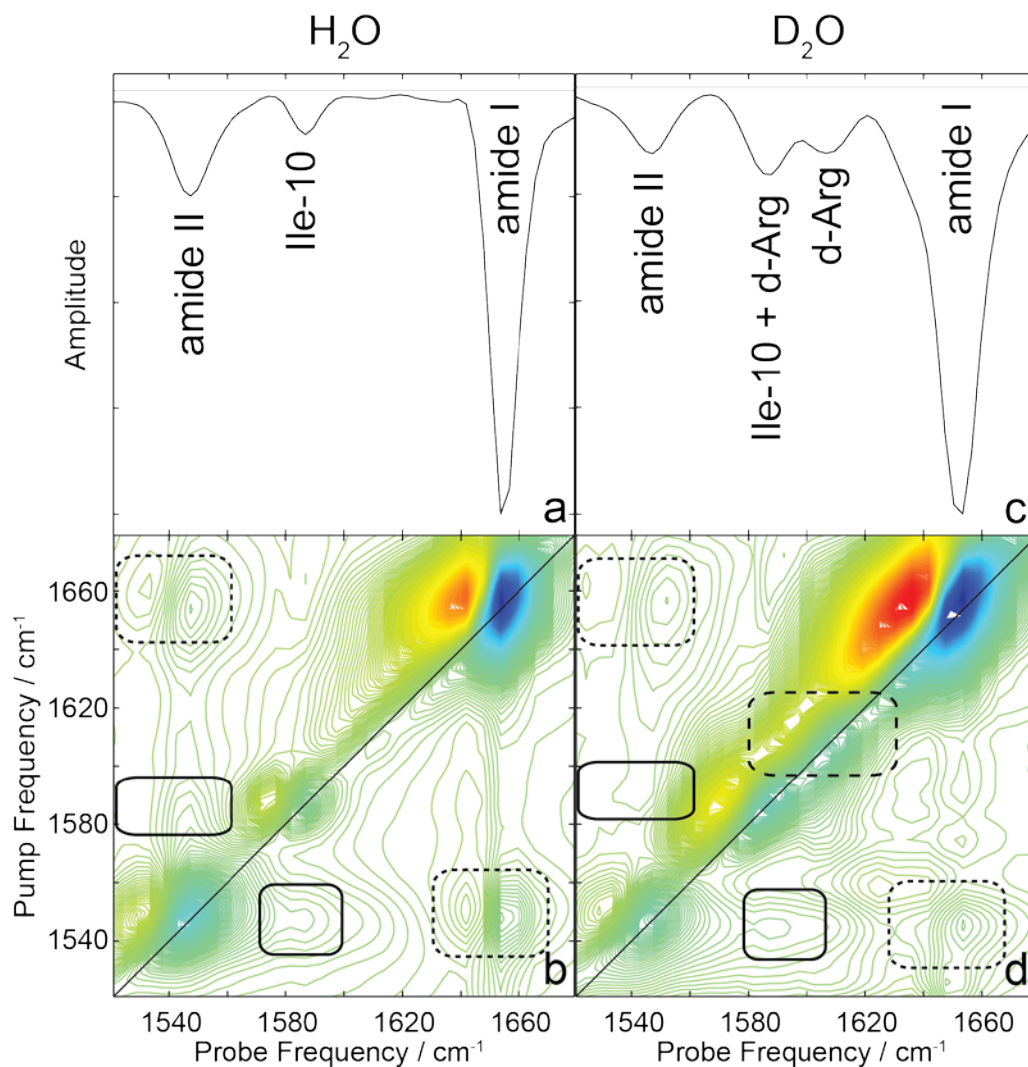 H₂O
D₂O
Amplitude
amide II
Ile-10
amide I
a
amide II
Ile-10 + d-Arg
d-Arg
amide I
c
Pump Frequency / cm⁻¹
1660
1620
1580
1540
b
d
1540 1580 1620 1660
1540 1580 1620 1660
Probe Frequency / cm⁻¹
Probe Frequency / cm⁻¹